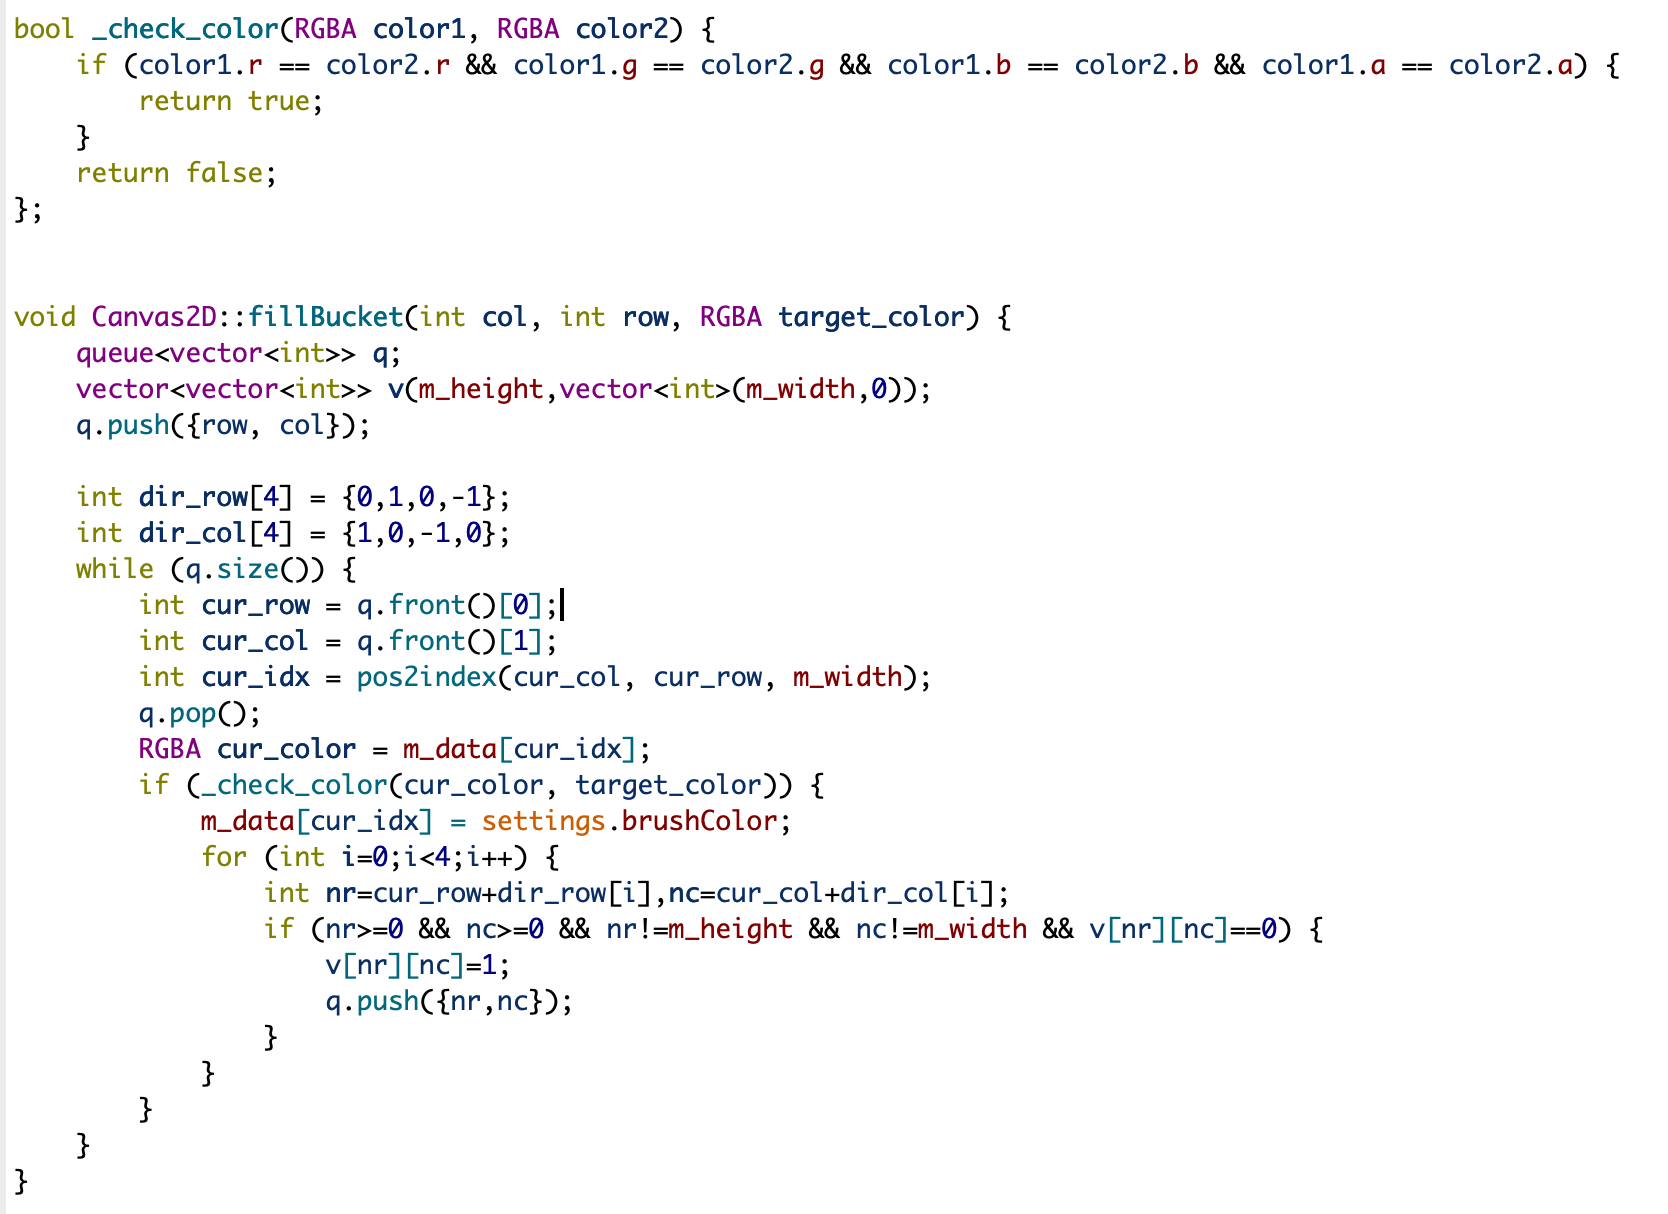 bool _check_color(RGBA color1, RGBA color2) {
    if (color1.r == color2.r && color1.g == color2.g && color1.b == color2.b && color1.a == color2.a) {
        return true;
    }
    return false;
};
void Canvas2D::fillBucket(int col, int row, RGBA target_color) {
    queue<vector<int>> q;
    vector<vector<int>> v(m_height,vector<int>(m_width,0));
    q.push({row, col});
    int dir_row[4] = {0,1,0,-1};
    int dir_col[4] = {1,0,-1,0};
    while (q.size()) {
        int cur_row = q.front()[0];
        int cur_col = q.front()[1];
        int cur_idx = pos2index(cur_col, cur_row, m_width);
        q.pop();
        RGBA cur_color = m_data[cur_idx];
        if (_check_color(cur_color, target_color)) {
            m_data[cur_idx] = settings.brushColor;
            for (int i=0;i<4;i++) {
                int nr=cur_row+dir_row[i],nc=cur_col+dir_col[i];
                if (nr>=0 && nc>=0 && nr!=m_height && nc!=m_width && v[nr][nc]==0) {
                    v[nr][nc]=1;
                    q.push({nr,nc});
                }
            }
        }
    }
}